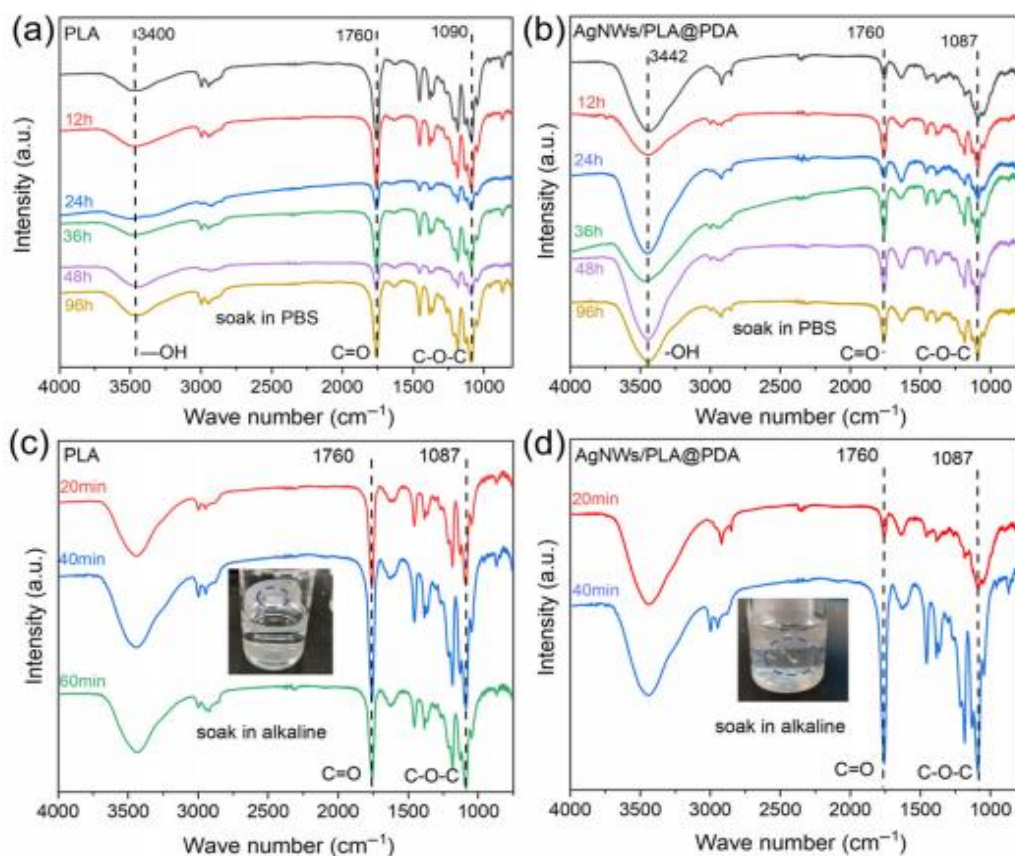 (a)
PLA
3400
1760
1090
12h
24h
36h
48h
96h
soak in PBS
—OH
C=O
C-O-C
Intensity (a.u.)
4000 3500 3000 2500 2000 1500 1000
Wave number (cm⁻¹)
(b)
AgNWs/PLA@PDA
3442
1760
1087
12h
24h
36h
48h
96h
soak in PBS
-OH
C=O
C-O-C
Intensity (a.u.)
4000 3500 3000 2500 2000 1500 1000
Wave number (cm⁻¹)
(c)
PLA
1760
1087
20min
40min
60min
soak in alkaline
C=O
C-O-C
Intensity (a.u.)
4000 3500 3000 2500 2000 1500 1000
Wave number (cm⁻¹)
(d)
AgNWs/PLA@PDA
1760
1087
20min
40min
soak in alkaline
C=O
C-O-C
Intensity (a.u.)
4000 3500 3000 2500 2000 1500 1000
Wave number (cm⁻¹)